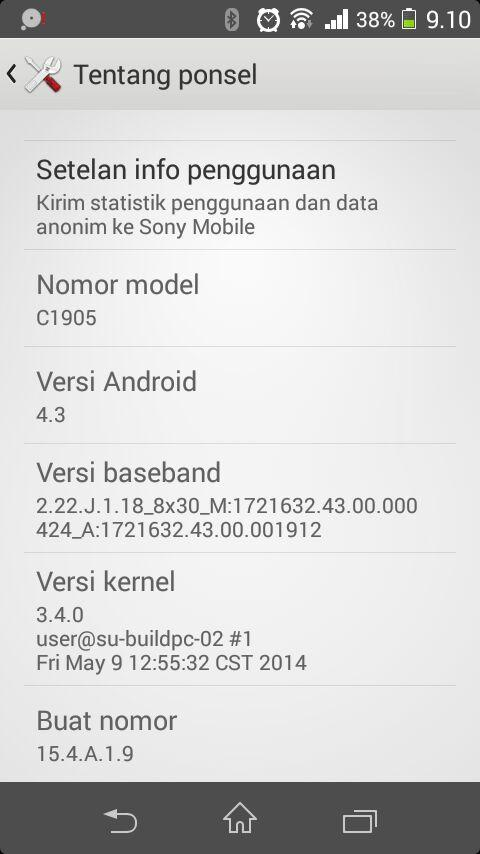 38% 9.10
Tentang ponsel
Setelan info penggunaan
Kirim statistik penggunaan dan data
anonim ke Sony Mobile
Nomor model
C1905
Versi Android
4.3
Versi baseband
2.22.J.1.18_8x30_M:1721632.43.00.000
424_A:1721632.43.00.001912
Versi kernel
3.4.0
user@su-buildpc-02 #1
Fri May 9 12:55:32 CST 2014
Buat nomor
15.4.A.1.9